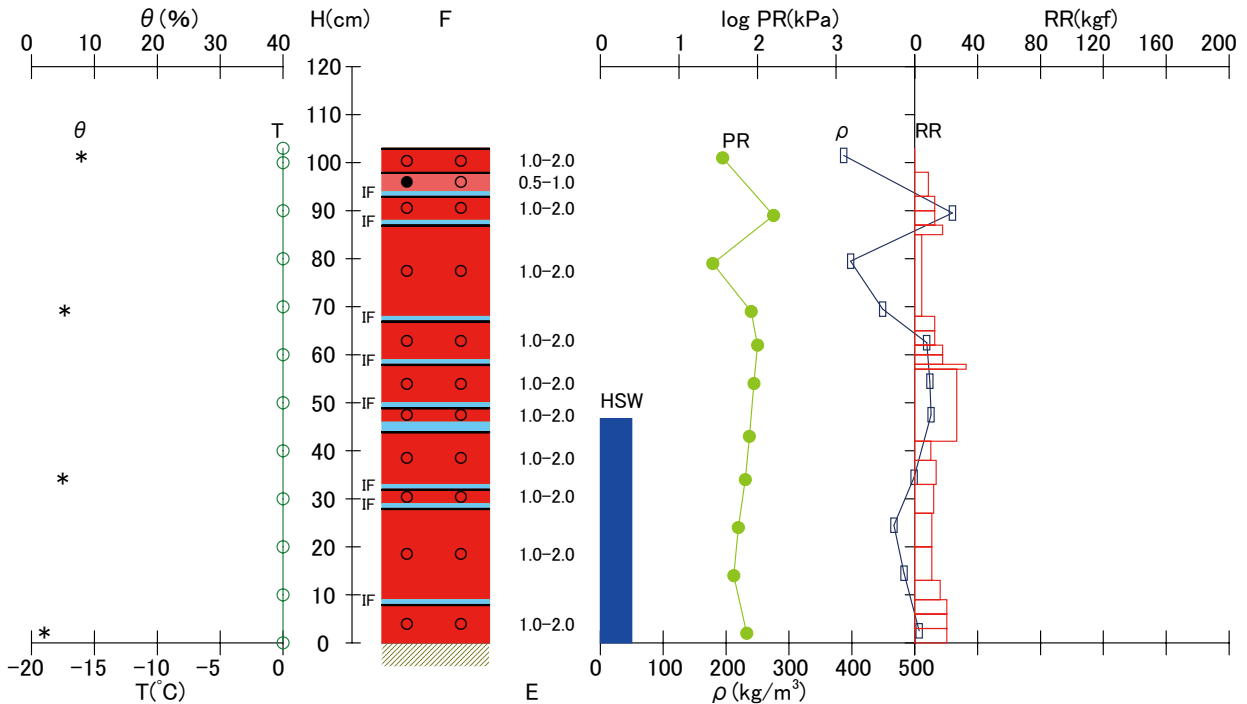 θ(%) H(cm) F log PR(kPa) RR(kgf)
0 10 20 30 40 0 1 2 3 0 40 80 120 160 200
120
110
θ T PR ρ RR
* 100 1.0-2.0
0.5-1.0
IF
90 1.0-2.0
IF
80
1.0-2.0
* 70
IF
1.0-2.0
60
IF
1.0-2.0
50 IF HSW
1.0-2.0
40
1.0-2.0
* IF
30 1.0-2.0
IF
20
1.0-2.0
10
IF
1.0-2.0
* 0
-20 -10 -5 0 0 100 200 300 400 500
T(°C) E ρ(kg/m³)